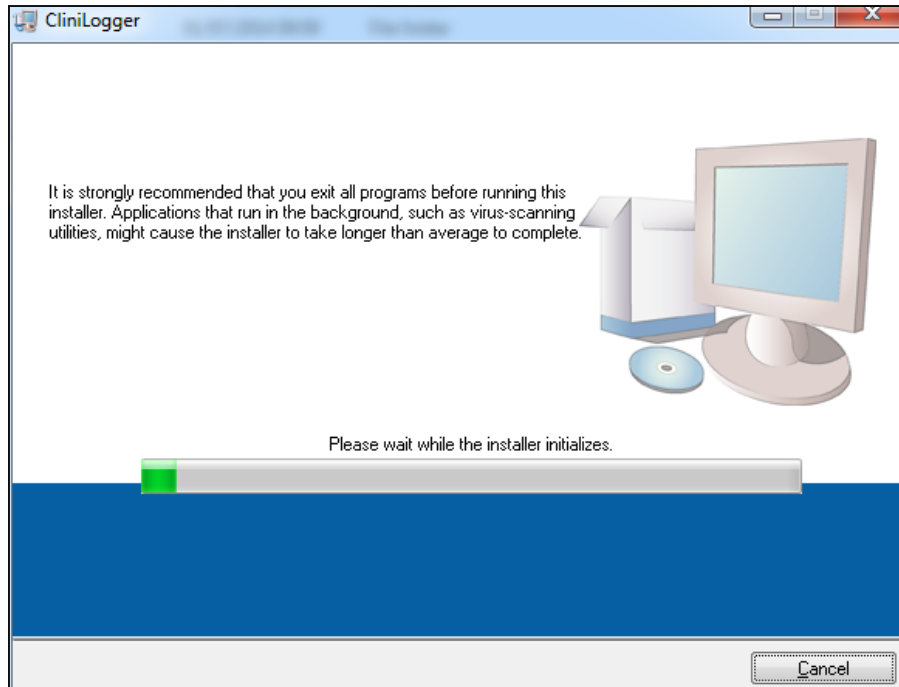 CliniLogger
It is strongly recommended that you exit all programs before running this
installer. Applications that run in the background, such as virus-scanning
utilities, might cause the installer to take longer than average to complete.
Please wait while the installer initializes.
Cancel